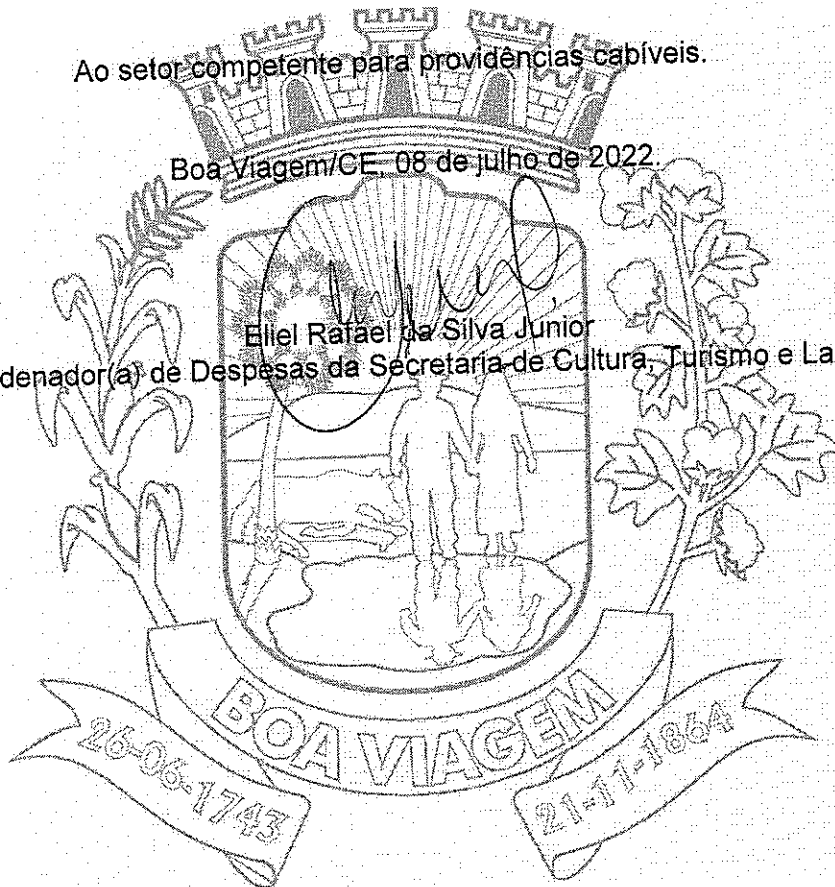 Ao setor competente para providências cabíveis.
Boa Viagem/CE, 08 de julho de 2022.
Eliel Rafael da Silva Junior
denador(a) de Despesas da Secretaria de Cultura, Turismo e La
BOA VIAGEM
26-06-1743
21-11-1864